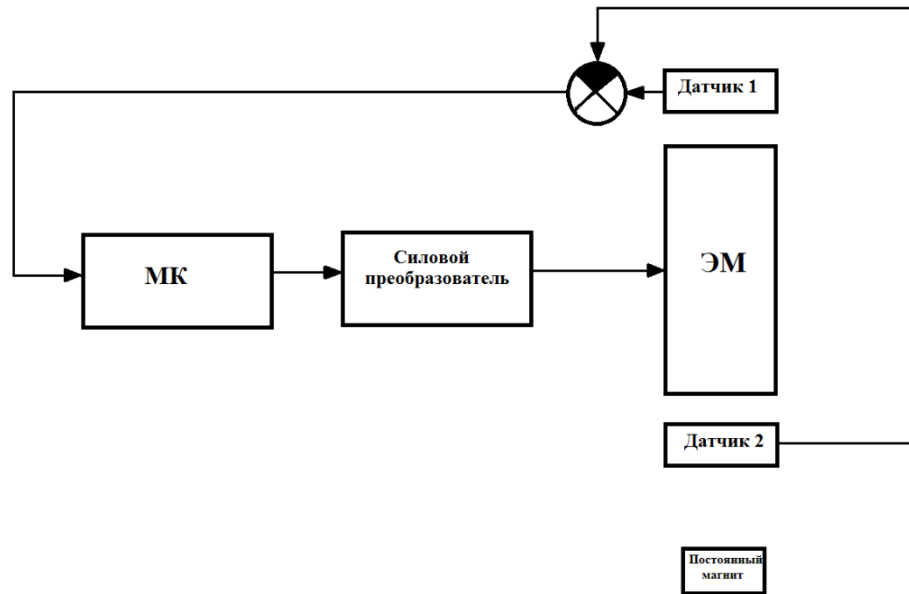 Датчик 1
МК
Силовой
преобразователь
ЭМ
Датчик 2
Постоянный
магнит